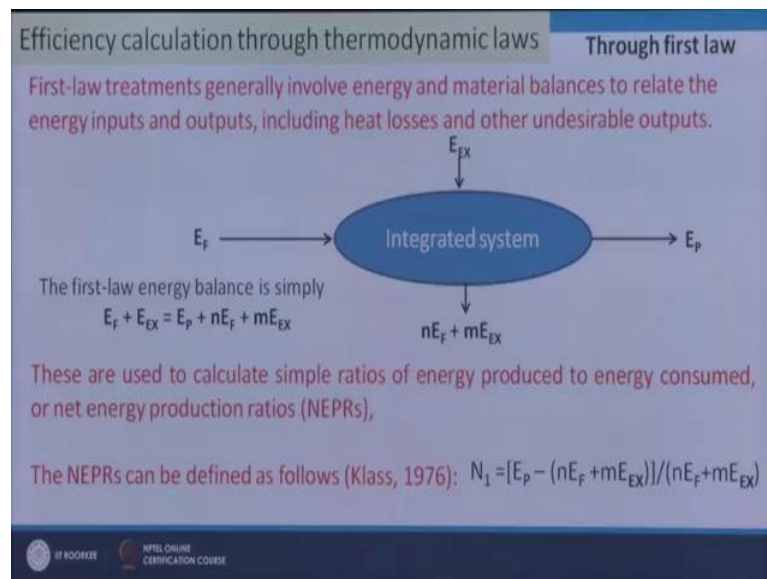 Efficiency calculation through thermodynamic laws
Through first law
First-law treatments generally involve energy and material balances to relate the
energy inputs and outputs, including heat losses and other undesirable outputs.
E_EX
E_F
Integrated system
E_P
The first-law energy balance is simply
E_F + E_EX = E_P + nE_F + mE_EX
nE_F + mE_EX
These are used to calculate simple ratios of energy produced to energy consumed,
or net energy production ratios (NEPRs),
The NEPRs can be defined as follows (Klass, 1976): N_1 =[E_P – (nE_F +mE_EX)]/(nE_F+mE_EX)
IIT ROORKEE
NPTEL ONLINE
CERTIFICATION COURSE